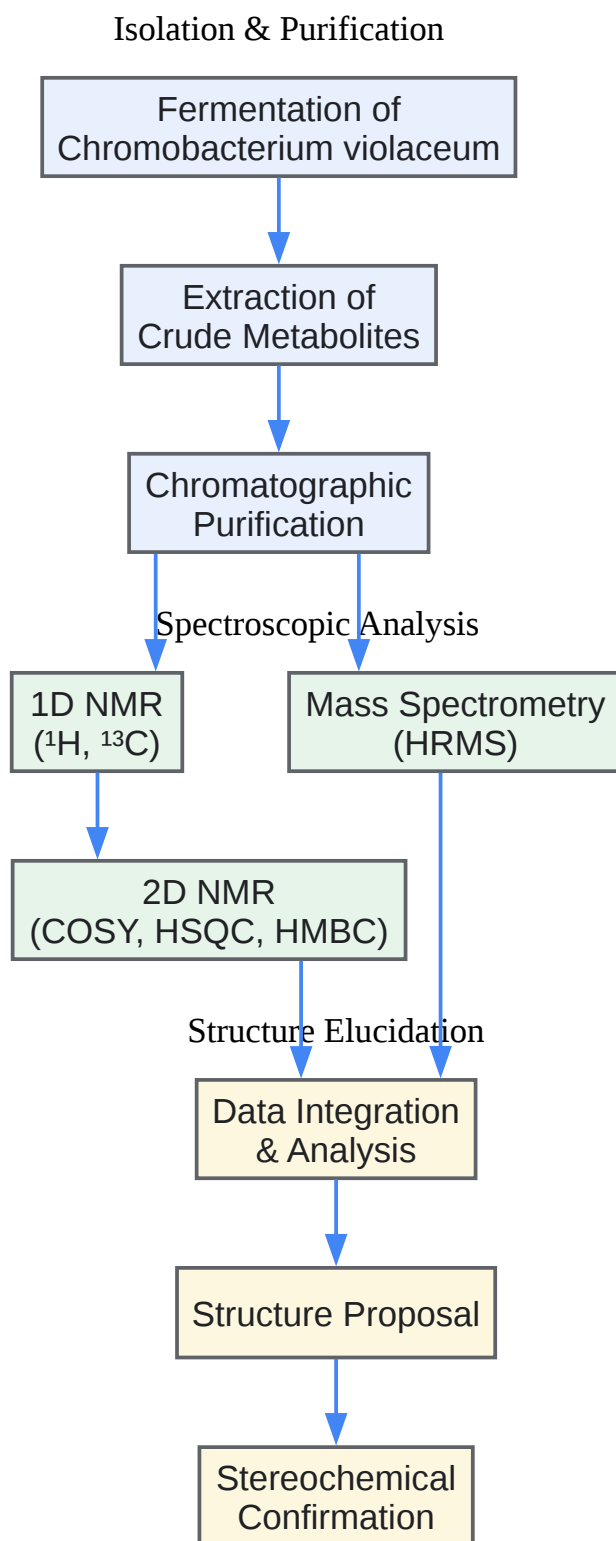 Isolation & Purification
Fermentation of
Chromobacterium violaceum
Extraction of
Crude Metabolites
Chromatographic
Purification
Spectroscopic Analysis
1D NMR
(¹H, ¹³C)
Mass Spectrometry
(HRMS)
2D NMR
(COSY, HSQC, HMBC)
Structure Elucidation
Data Integration
& Analysis
Structure Proposal
Stereochemical
Confirmation